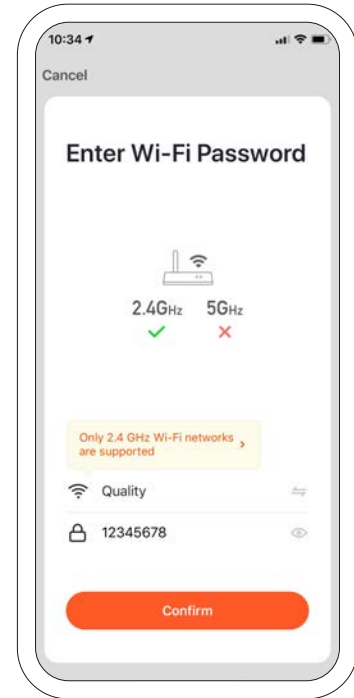 10:34
Cancel
Enter Wi-Fi Password
2.4GHz 5GHz
Only 2.4 GHz Wi-Fi networks
are supported
Quality
12345678
Confirm